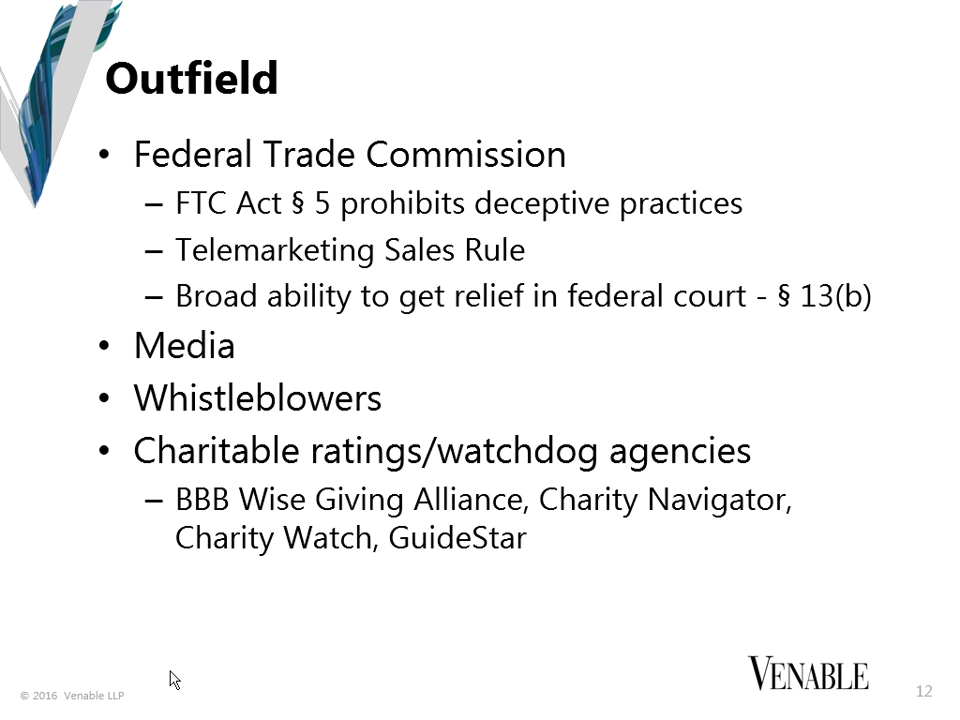 Outfield
• Federal Trade Commission
– FTC Act § 5 prohibits deceptive practices
– Telemarketing Sales Rule
– Broad ability to get relief in federal court - § 13(b)
• Media
• Whistleblowers
• Charitable ratings/watchdog agencies
– BBB Wise Giving Alliance, Charity Navigator,
Charity Watch, GuideStar
© 2016 Venable LLP
VENABLE
12